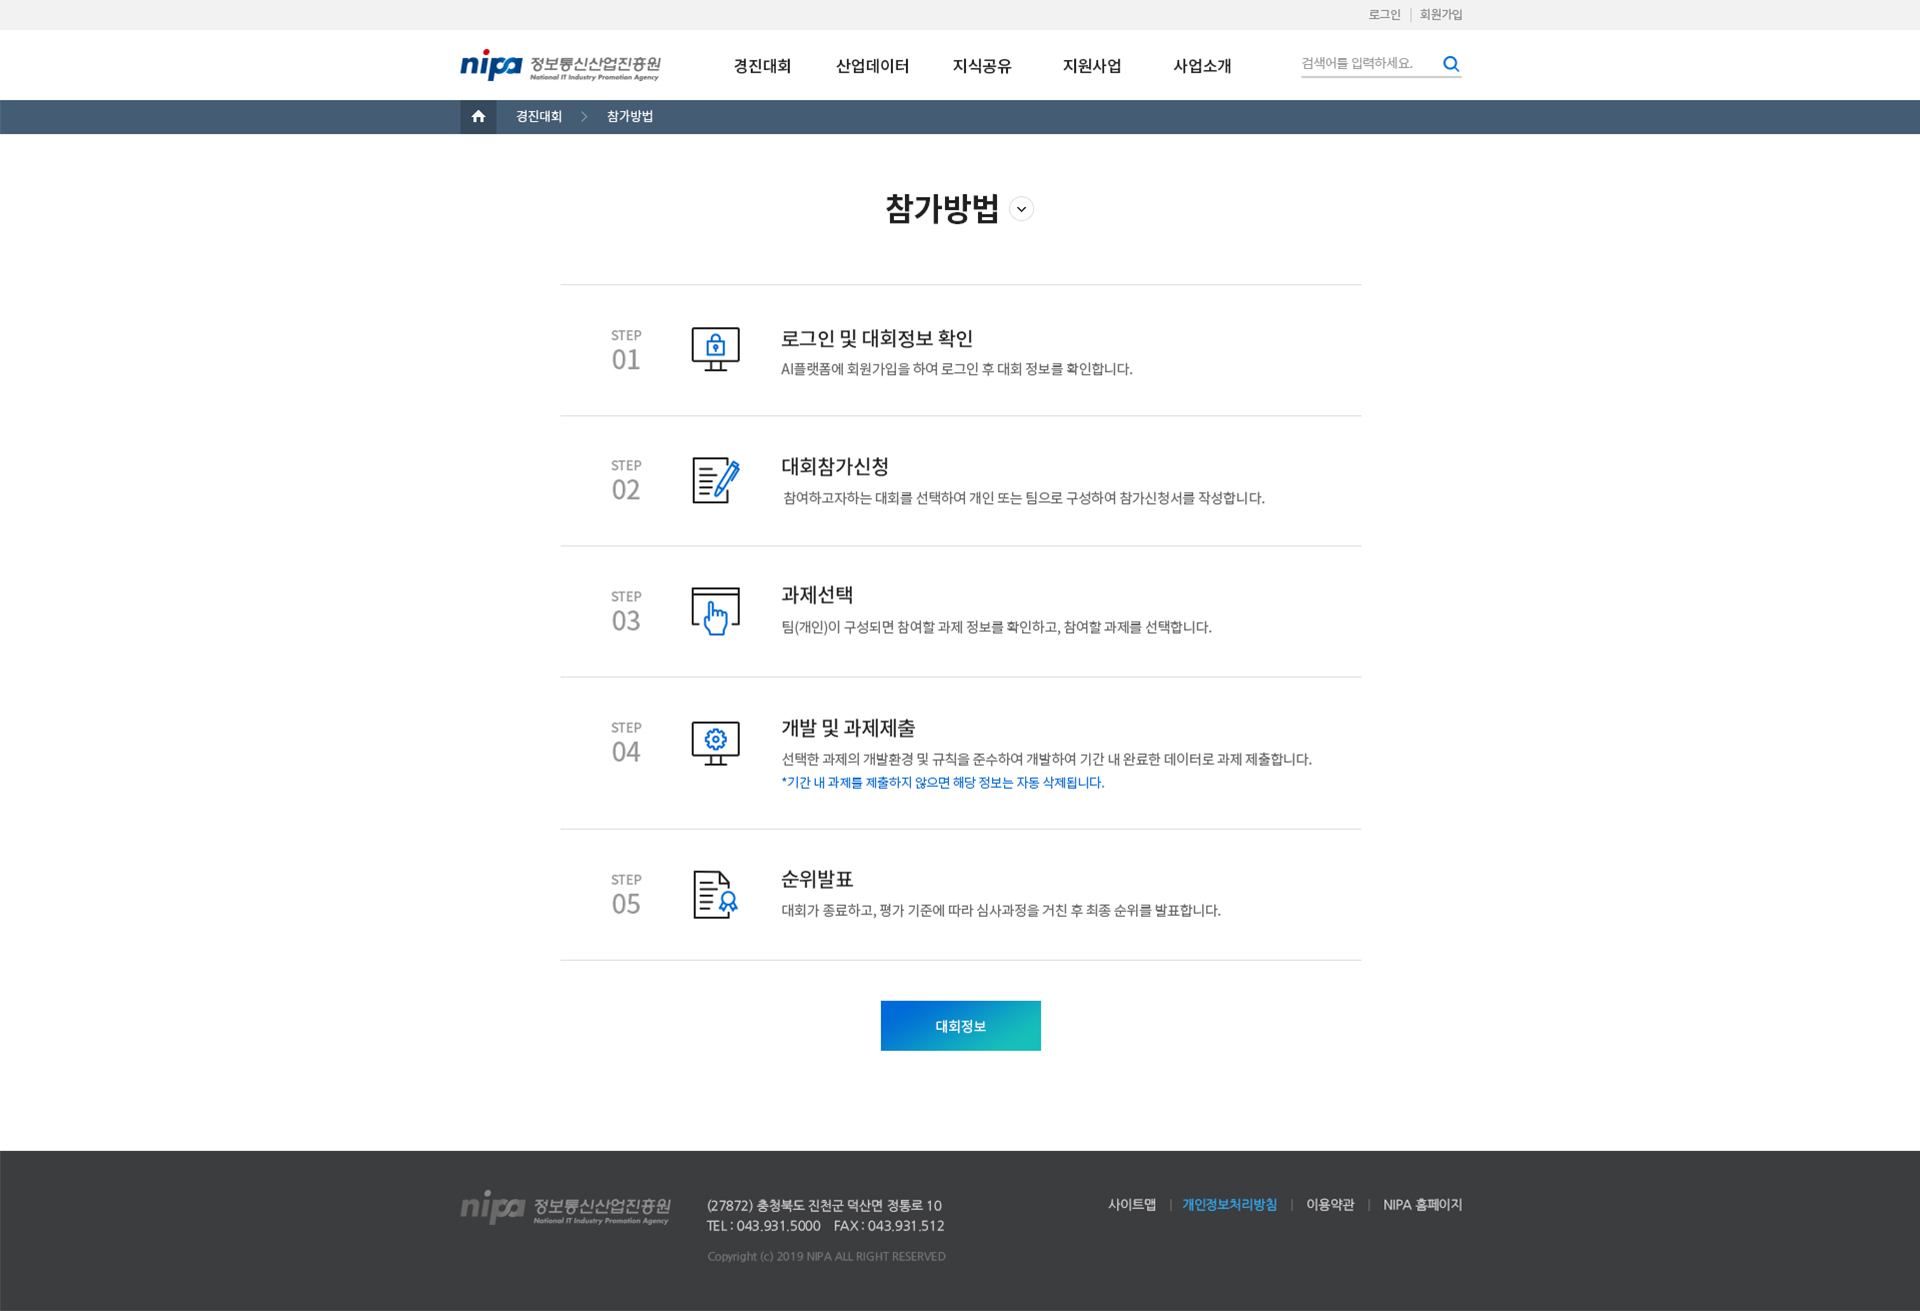 로그인
회원가입
nipa 정보통신산업진흥원
National IT Industry Promotion Agency
경진대회 산업데이터 지식공유 지원사업 사업소개
검색어를 입력하세요.
경진대회 > 참가방법
참가방법
STEP
01
로그인 및 대회정보 확인
AI플랫폼에 회원가입을 하여 로그인 후 대회 정보를 확인합니다.
STEP
02
대회참가신청
참여하고자하는 대회를 선택하여 개인 또는 팀으로 구성하여 참가신청서를 작성합니다.
STEP
03
과제선택
팀(개인)이 구성되면 참여할 과제 정보를 확인하고, 참여할 과제를 선택합니다.
STEP
04
개발 및 과제제출
선택한 과제의 개발환경 및 규칙을 준수하여 개발하여 기간 내 완료한 데이터로 과제 제출합니다.
*기간 내 과제를 제출하지 않으면 해당 정보는 자동 삭제됩니다.
STEP
05
순위발표
대회가 종료하고, 평가 기준에 따라 심사과정을 거친 후 최종 순위를 발표합니다.
대회정보
nipa 정보통신산업진흥원
National IT Industry Promotion Agency
(27872) 충청북도 진천군 덕산면 정통로 10
TEL : 043.931.5000 FAX : 043.931.512
Copyright (c) 2019 NIPA ALL RIGHT RESERVED
사이트맵 | 개인정보처리방침 | 이용약관 | NIPA 홈페이지